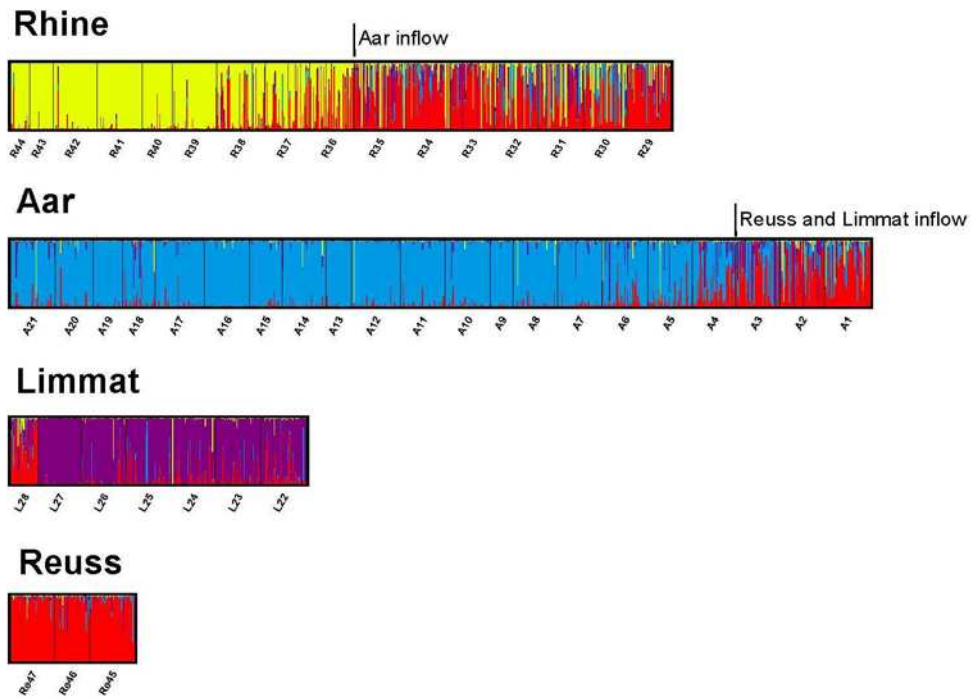 Rhine
Aar inflow
R44 R43 R42 R41 R40 R39 R38 R37 R36 R35 R34 R33 R32 R31 R30 R29
Aar
Reuss and Limmat inflow
A21 A20 A19 A18 A17 A16 A15 A14 A13 A12 A11 A10 A9 A8 A7 A6 A5 A4 A3 A2 A1
Limmat
L28 L27 L26 L25 L24 L23 L22
Reuss
Re47 Re46 Re45